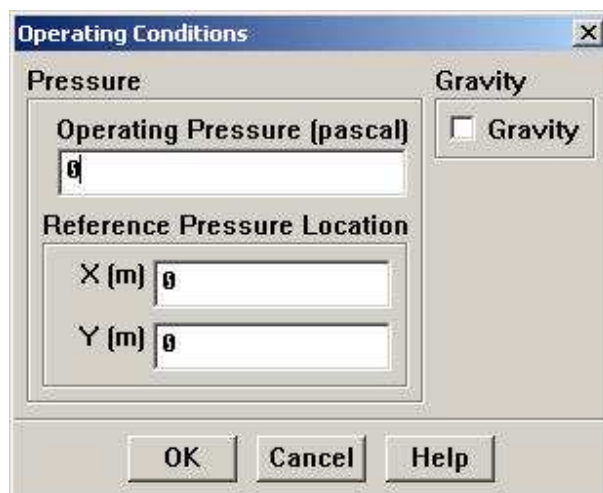 Operating Conditions
Pressure
Gravity
Operating Pressure (pascal)
Gravity
0
Reference Pressure Location
X (m) 0
Y (m) 0
OK Cancel Help